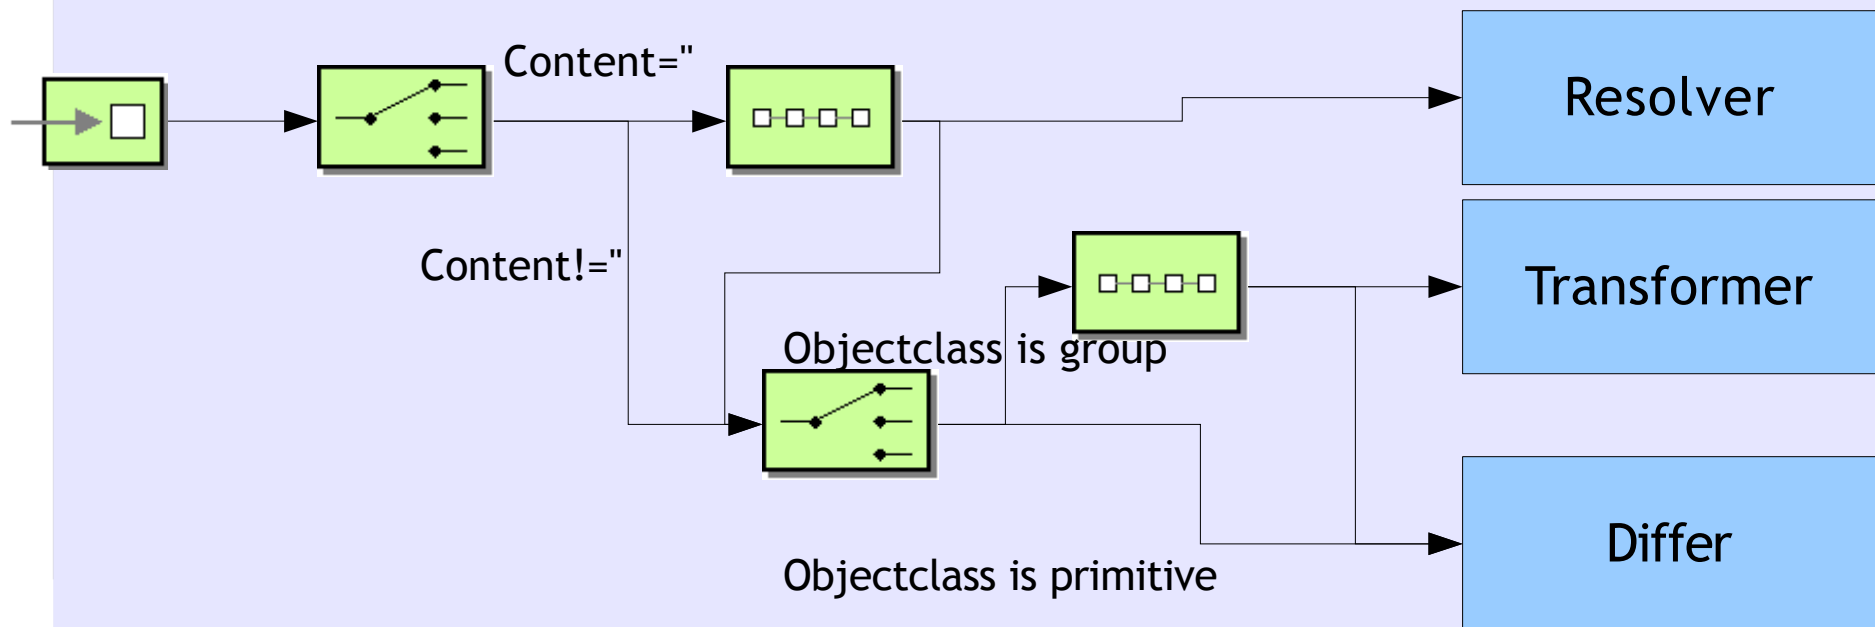 Content="
Resolver
Content!="
Transformer
Objectclass is group
Differ
Objectclass is primitive